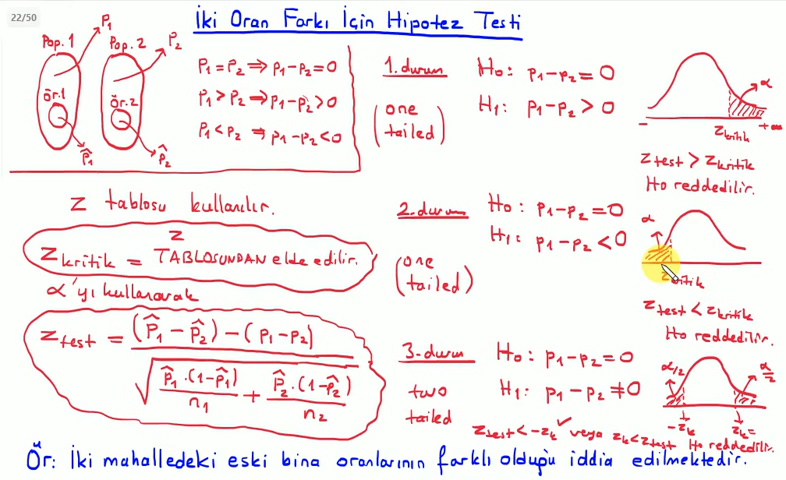 22/50
İki Oran Farkı İçin Hipotez Testi
Pop. 1
Pop. 2
P₁
P₂
Ör.1
Ör.2
p̂₁
p̂₂
P₁ = P₂ ⇒ P₁-P₂ = 0
P₁ > P₂ ⇒ P₁-P₂ > 0
P₁ < P₂ ⇒ P₁-P₂ < 0
1. durum
(one tailed)
H₀: P₁-P₂ = 0
H₁: P₁-P₂ > 0
α
Zkritik
- +∞
Ztest > Zkritik
Ho reddedilir.
Z tablosu kullanılır.
Zkritik = Z TABLOSUNDAN elde edilir.
α'yı kullanarak
Ztest = ((p̂₁ - p̂₂) - (P₁-P₂)) / √(p̂₁.(1-p̂₁)/n₁ + p̂₂.(1-p̂₂)/n₂)
2. durum
(one tailed)
H₀: P₁-P₂ = 0
H₁: P₁-P₂ < 0
α
Zkritik
Ztest < Zkritik
Ho reddedilir.
3. durum
two
tailed
H₀: P₁-P₂ = 0
H₁: P₁-P₂ ≠ 0
α/2
α/2
-Zk
Zk=
Ztest < -Zk ✓ veya Zk < Ztest Ho reddedilir.
Ör: İki mahalledeki eski bina oranlarının farklı olduğu iddia edilmektedir.